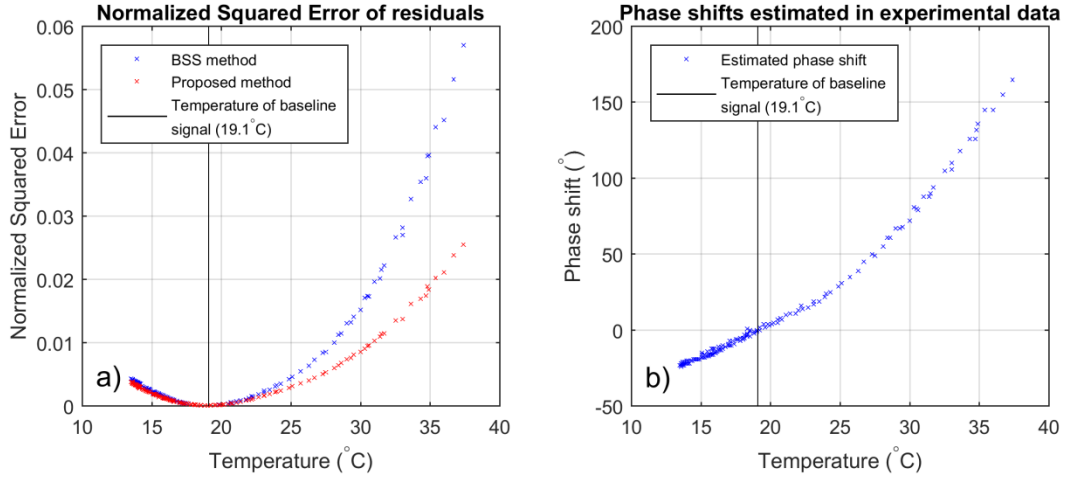 Normalized Squared Error of residuals
0.06
0.05
0.04
0.03
0.02
0.01
0
Normalized Squared Error
BSS method
Proposed method
Temperature of baseline
signal (19.1°C)
a)
10 15 20 25 30 35 40
Temperature (°C)
Phase shifts estimated in experimental data
200
150
100
50
0
-50
Phase shift (°)
Estimated phase shift
Temperature of baseline
signal (19.1°C)
b)
10 15 20 25 30 35 40
Temperature (°C)